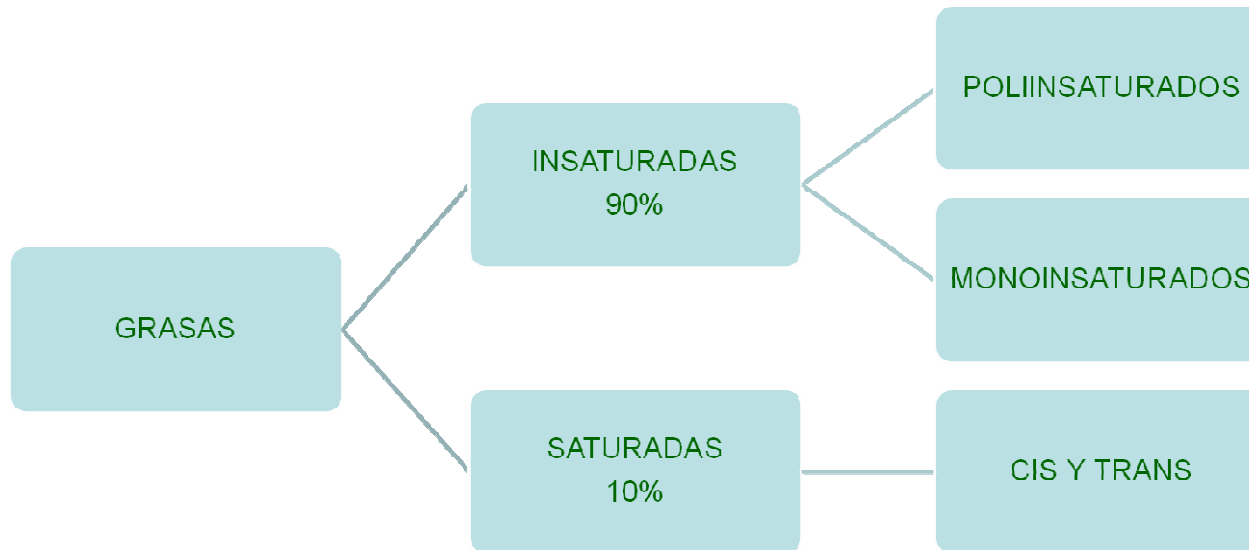 GRASAS
INSATURADAS
90%
SATURADAS
10%
POLIINSATURADOS
MONOINSATURADOS
CIS Y TRANS